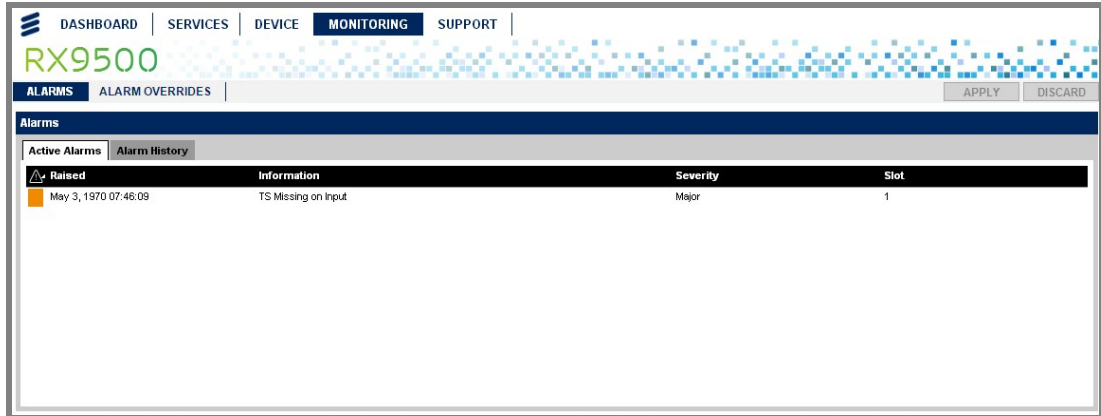 DASHBOARD SERVICES DEVICE MONITORING SUPPORT
RX9500
ALARMS ALARM OVERRIDES APPLY DISCARD
Alarms
Active Alarms Alarm History
Raised Information Severity Slot
May 3, 1970 07:46:09 TS Missing on Input Major 1